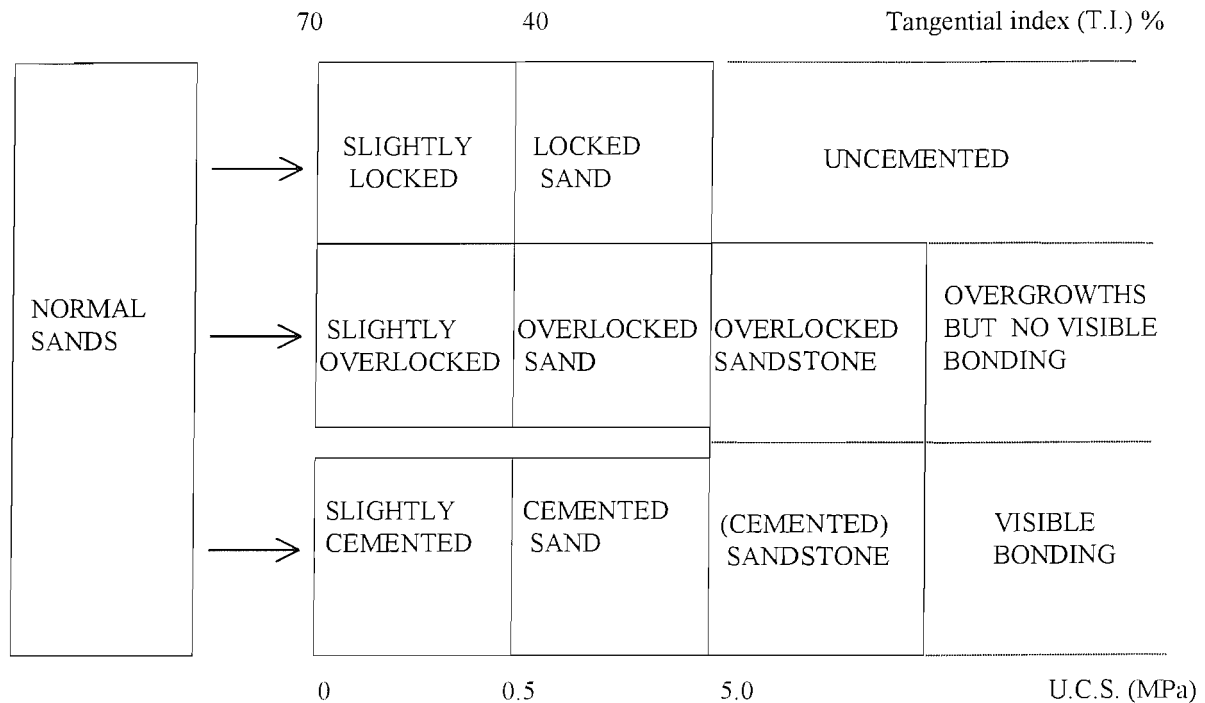 70 40 Tangential index (T.I.) %
SLIGHTLY
LOCKED
LOCKED
SAND
UNCEMENTED
NORMAL
SANDS
SLIGHTLY
OVERLOCKED
OVERLOCKED
SAND
OVERLOCKED
SANDSTONE
OVERGROWTHS
BUT NO VISIBLE
BONDING
SLIGHTLY
CEMENTED
CEMENTED
SAND
(CEMENTED)
SANDSTONE
VISIBLE
BONDING
0 0.5 5.0 U.C.S. (MPa)